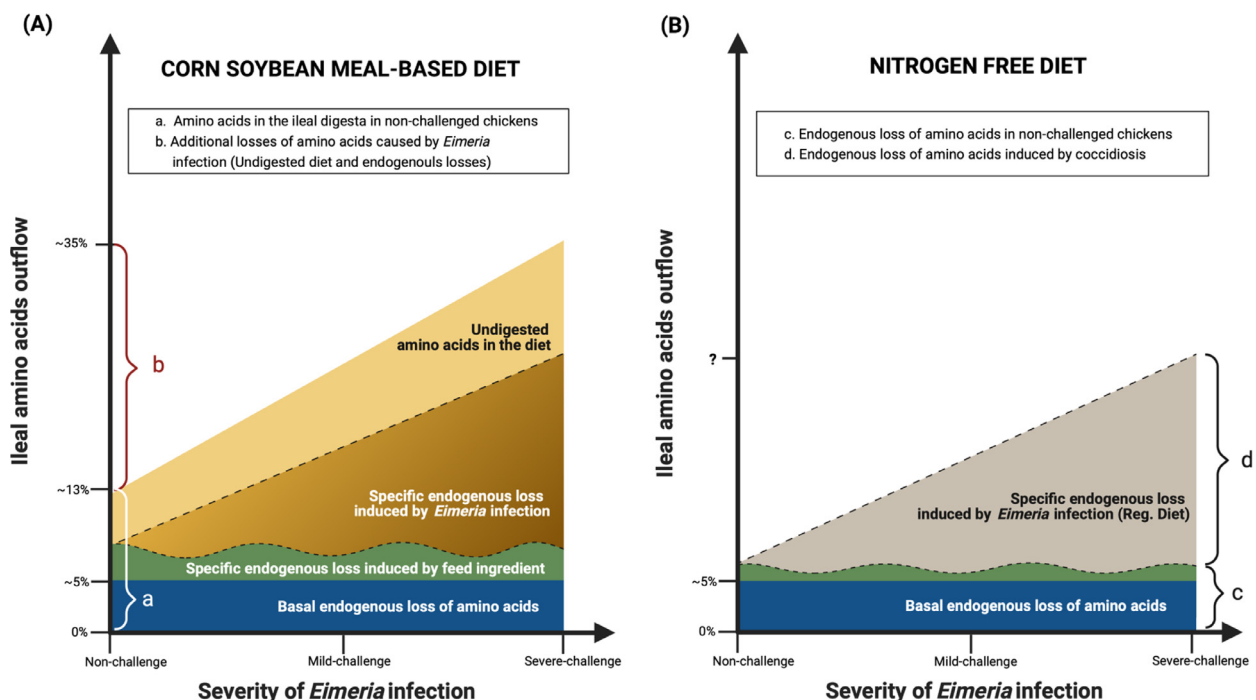 (A)
CORN SOYBEAN MEAL-BASED DIET
a. Amino acids in the ileal digesta in non-challenged chickens
b. Additional losses of amino acids caused by Eimeria
infection (Undigested diet and endogenouls losses)
Ileal amino acids outflow
~35%
~13%
~5%
0%
b
a
Undigested
amino acids in the diet
Specific endogenous loss
induced by Eimeria infection
Specific endogenous loss induced by feed ingredient
Basal endogenous loss of amino acids
Non-challenge
Mild-challenge
Severe-challenge
Severity of Eimeria infection
(B)
NITROGEN FREE DIET
c. Endogenous loss of amino acids in non-challenged chickens
d. Endogenous loss of amino acids induced by coccidiosis
Ileal amino acids outflow
?
~5%
0%
d
c
Specific endogenous loss
induced by Eimeria infection (Reg. Diet)
Basal endogenous loss of amino acids
Non-challenge
Mild-challenge
Severe-challenge
Severity of Eimeria infection